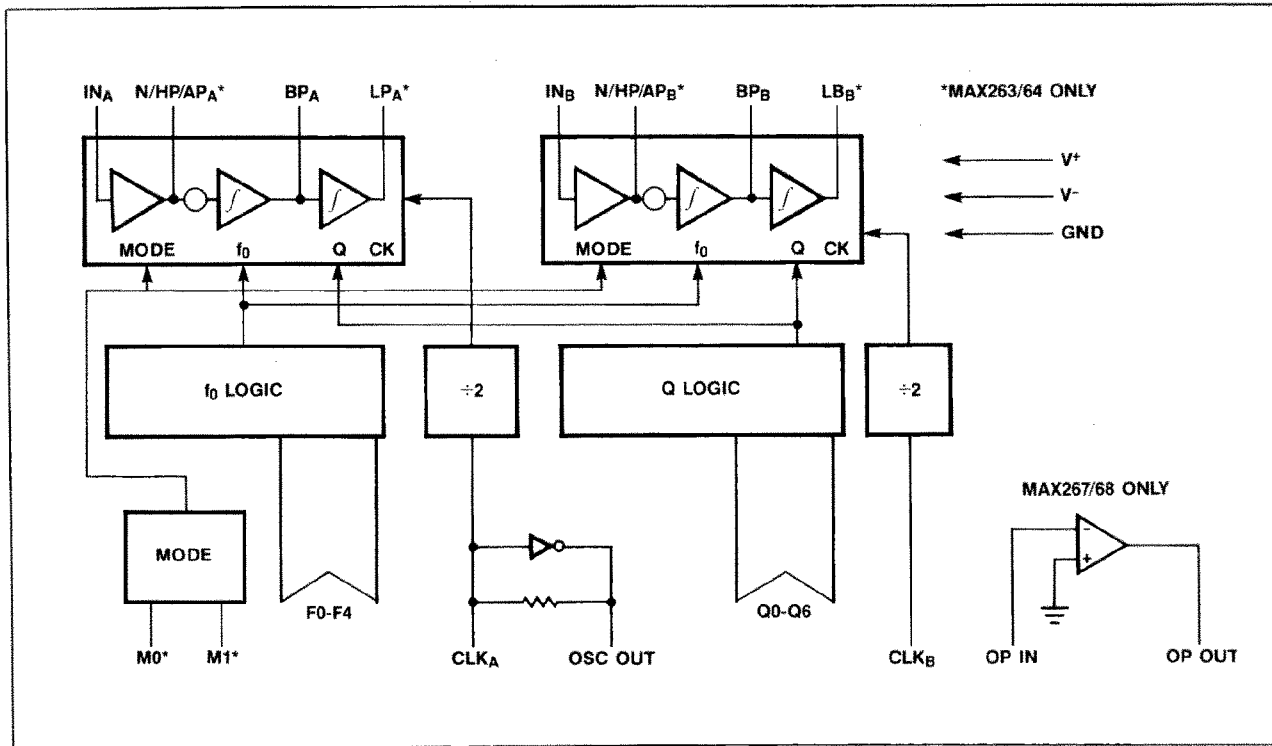 IN_A N/HP/AP_A* BP_A LP_A* IN_B N/HP/AP_B* BP_B LB_B* *MAX263/64 ONLY
V+
V−
GND
∫ ∫ ∫ ∫
MODE f0 Q CK MODE f0 Q CK
f0 LOGIC ÷2 Q LOGIC ÷2
MAX267/68 ONLY
MODE
−
+
F0-F4 Q0-Q6
M0* M1* CLK_A OSC OUT CLK_B OP IN OP OUT